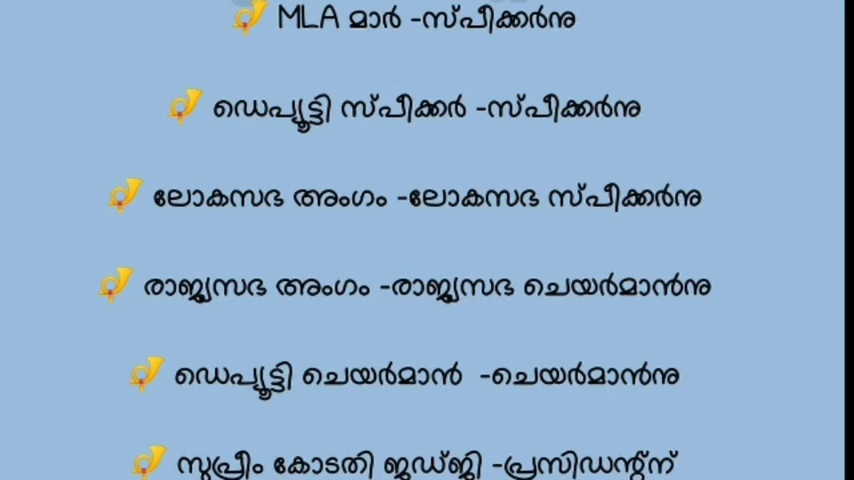 MLA മാർ -സ്പീക്കർനു
ഡെപ്യൂട്ടി സ്പീക്കർ -സ്പീക്കർനു
ലോകസഭ അംഗം -ലോകസഭ സ്പീക്കർനു
രാജ്യസഭ അംഗം -രാജ്യസഭ ചെയർമാൻനു
ഡെപ്യൂട്ടി ചെയർമാൻ -ചെയർമാൻനു
സുപ്രീം കോടതി ജഡ്ജി -പ്രസിഡന്റ്ന്